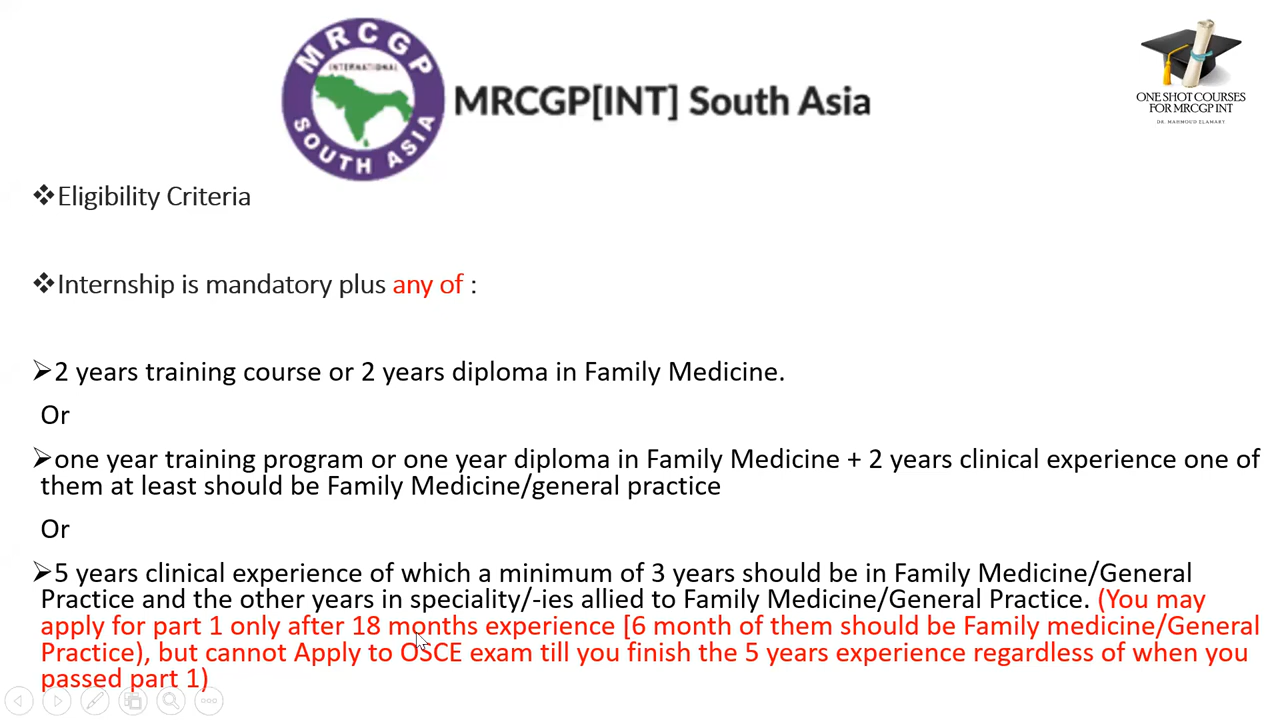 MRCGP
INTERNATIONAL
SOUTH ASIA
MRCGP[INT] South Asia
ONE SHOT COURSES
FOR MRCGP INT
DR. MAHMOUD ELAMARY
❖Eligibility Criteria
❖Internship is mandatory plus any of :
➢2 years training course or 2 years diploma in Family Medicine.
Or
➢one year training program or one year diploma in Family Medicine + 2 years clinical experience one of
them at least should be Family Medicine/general practice
Or
➢5 years clinical experience of which a minimum of 3 years should be in Family Medicine/General
Practice and the other years in speciality/-ies allied to Family Medicine/General Practice. (You may
apply for part 1 only after 18 months experience [6 month of them should be Family medicine/General
Practice), but cannot Apply to OSCE exam till you finish the 5 years experience regardless of when you
passed part 1)